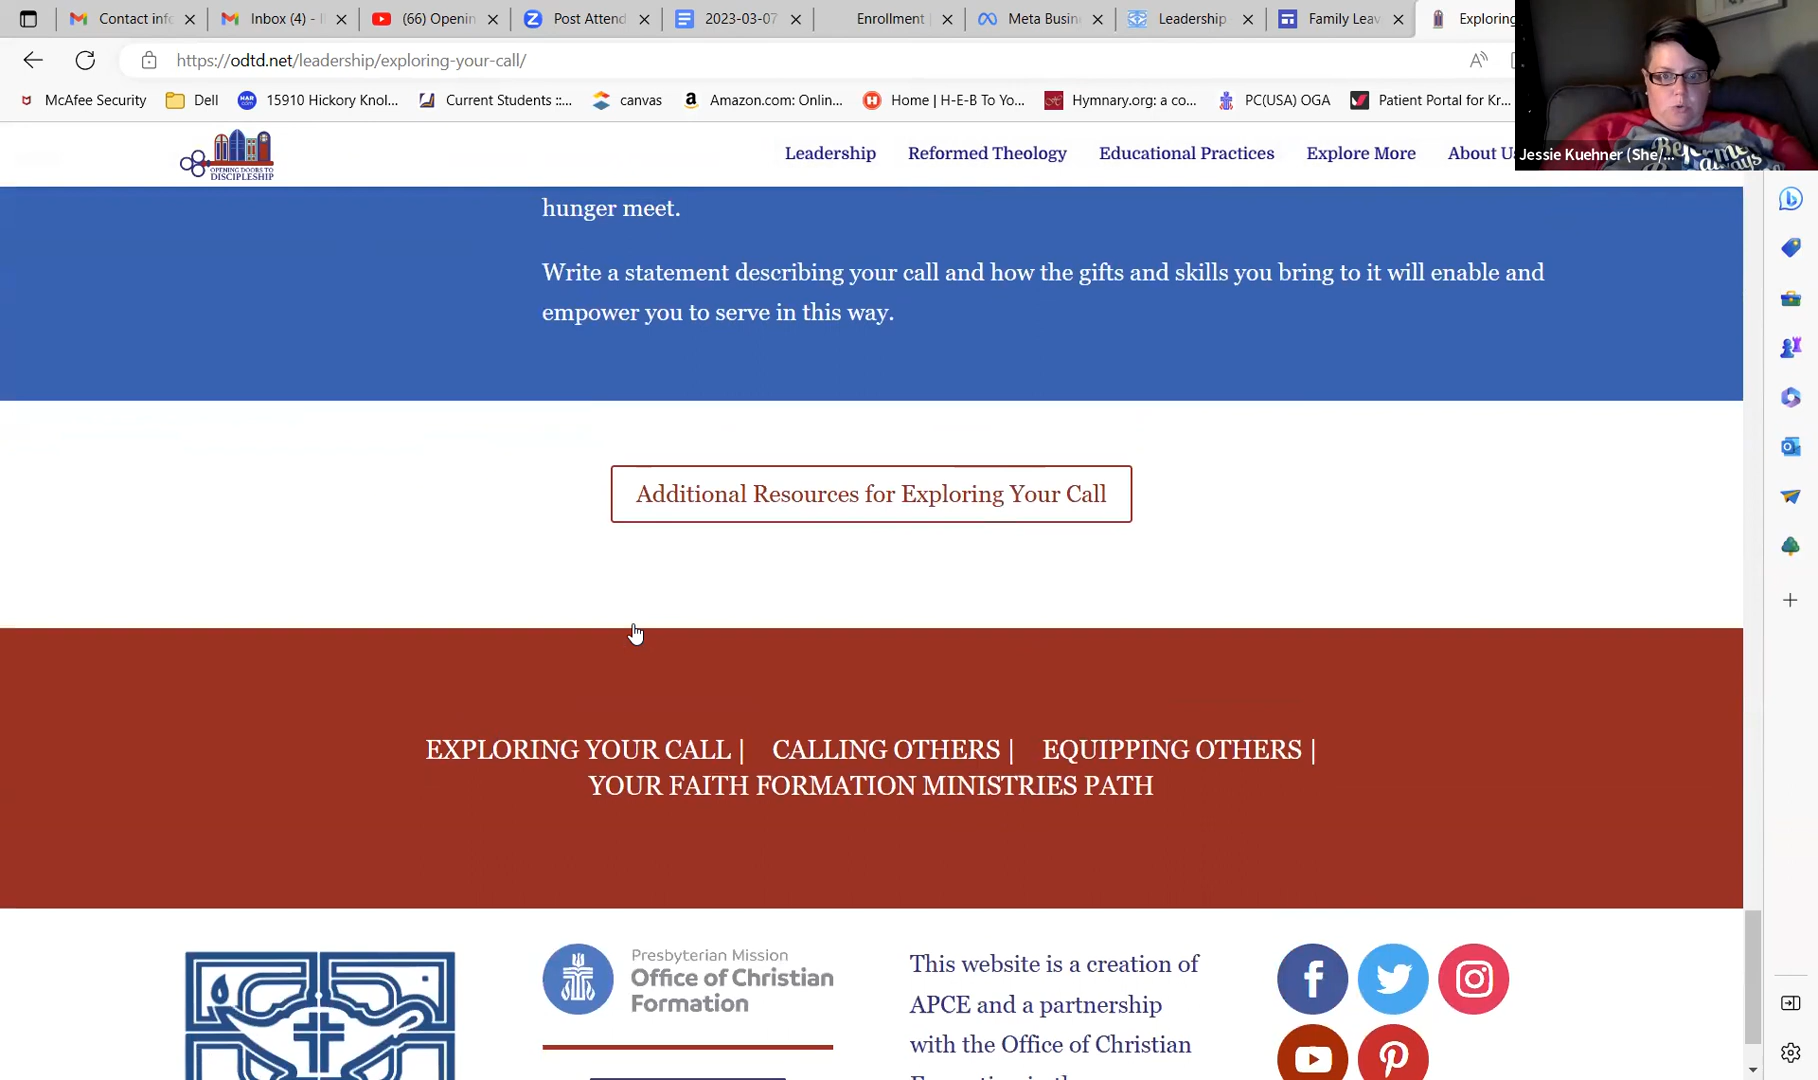 Contact info
Inbox (4) - I
(66) Openin
Post Attend
2023-03-07
Enrollment
Meta Busin
Leadership
Family Leav
Exploring
https://odtd.net/leadership/exploring-your-call/
McAfee Security
Dell
15910 Hickory Knol...
Current Students ::...
canvas
Amazon.com: Onlin...
Home | H-E-B To Yo...
Hymnary.org: a co...
PC(USA) OGA
Patient Portal for Kr...
OPENING DOORS TO
DISCIPLESHIP
Leadership
Reformed Theology
Educational Practices
Explore More
About Us
Jessie Kuehner (She/...
hunger meet.
Write a statement describing your call and how the gifts and skills you bring to it will enable and
empower you to serve in this way.
Additional Resources for Exploring Your Call
EXPLORING YOUR CALL | CALLING OTHERS | EQUIPPING OTHERS |
YOUR FAITH FORMATION MINISTRIES PATH
Presbyterian Mission
Office of Christian
Formation
This website is a creation of
APCE and a partnership
with the Office of Christian